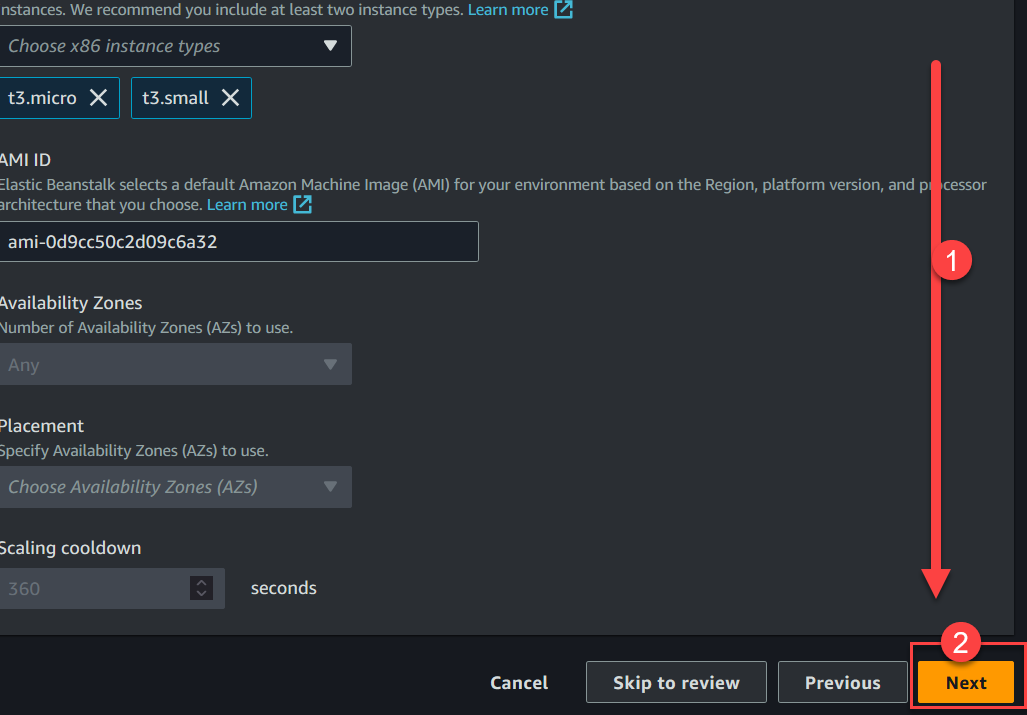 instances. We recommend you include at least two instance types. Learn more
Choose x86 instance types
t3.micro
t3.small
AMI ID
Elastic Beanstalk selects a default Amazon Machine Image (AMI) for your environment based on the Region, platform version, and processor
architecture that you choose. Learn more
ami-0d9cc50c2d09c6a32
1
Availability Zones
Number of Availability Zones (AZs) to use.
Any
Placement
Specify Availability Zones (AZs) to use.
Choose Availability Zones (AZs)
Scaling cooldown
360
seconds
2
Cancel
Skip to review
Previous
Next